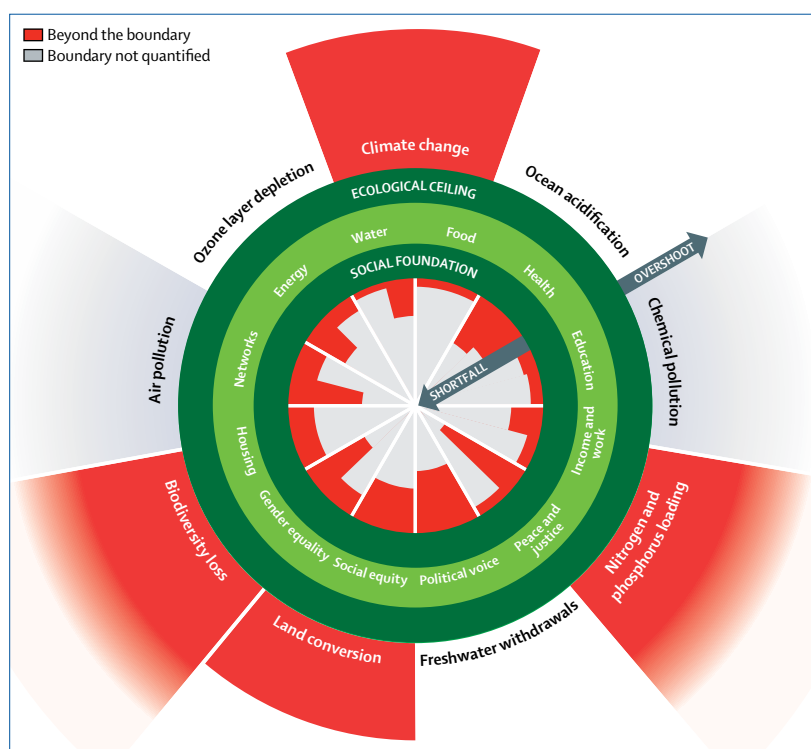 Beyond the boundary
Boundary not quantified
Climate change
Ozone layer depletion
Ocean acidification
ECOLOGICAL CEILING
Water
Food
Energy
Health
SOCIAL FOUNDATION
OVERSHOOT
Air pollution
Networks
SHORTFALL
Education
Chemical pollution
Housing
Income and
work
Biodiversity loss
Gender equality
Social equity
Political voice
Peace and
justice
Nitrogen and
phosphorus loading
Land conversion
Freshwater withdrawals